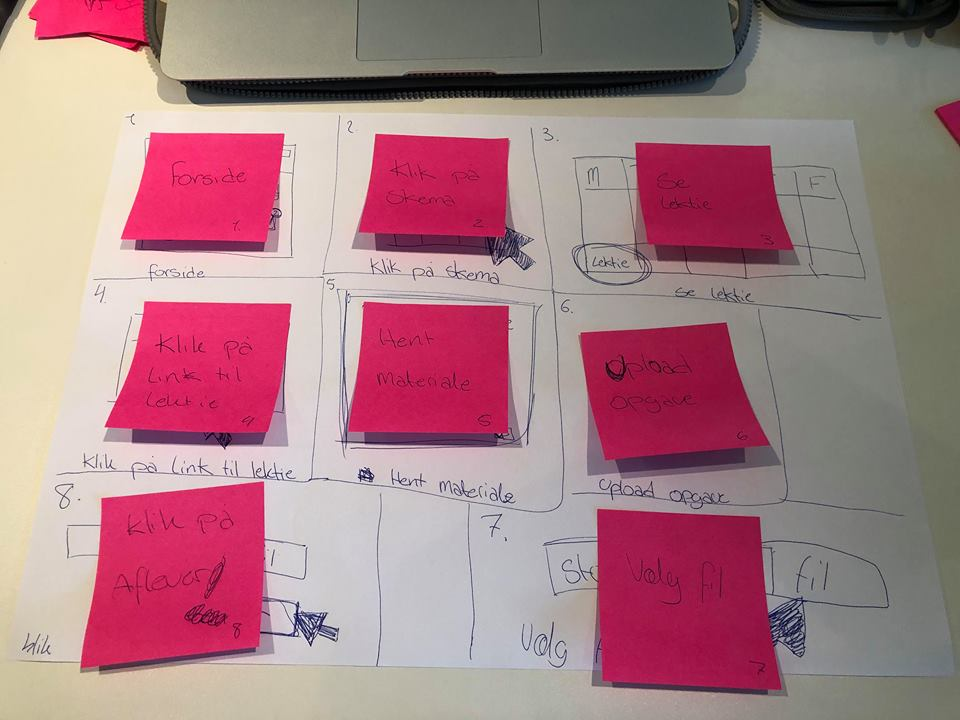 1.
forside
1
forside
2.
Klik på
skema
2
Klik på skema
3.
M
F
Se
lektie
3
Lektie
Se lektie
4.
Klik på
Link til
lektie
4
Klik på Link til lektie
5.
Hent
materiale
5
Hent materiale
6.
Upload
opgave
6
Upload opgave
8.
Klik på
Aflever
8
il
klik
7.
Vælg fil
7
fil
Vælg